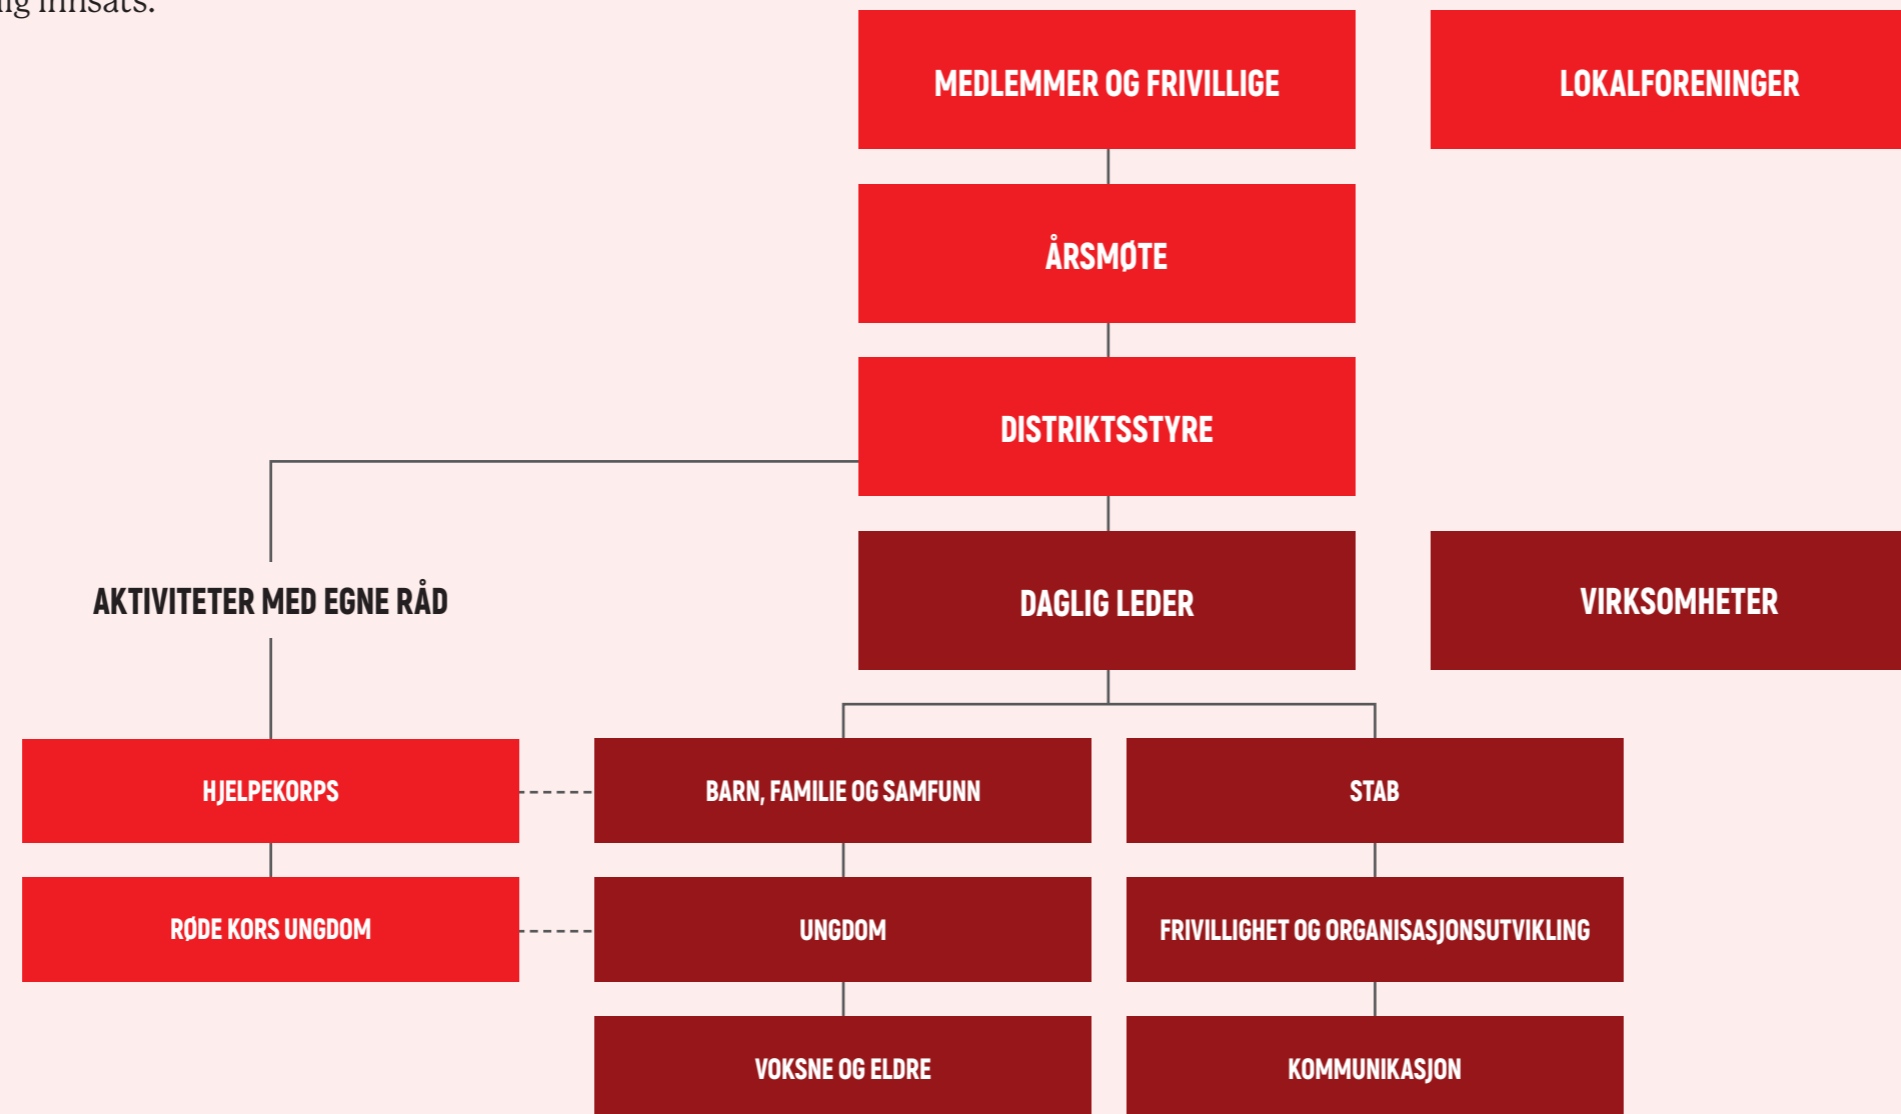 innsats.
MEDLEMMER OG FRIVILLIGE
LOKALFORENINGER
ÅRSMØTE
DISTRIKTSSTYRE
AKTIVITETER MED EGNE RÅD
DAGLIG LEDER
VIRKSOMHETER
HJELPEKORPS
BARN, FAMILIE OG SAMFUNN
STAB
RØDE KORS UNGDOM
UNGDOM
FRIVILLIGHET OG ORGANISASJONSUTVIKLING
VOKSNE OG ELDRE
KOMMUNIKASJON